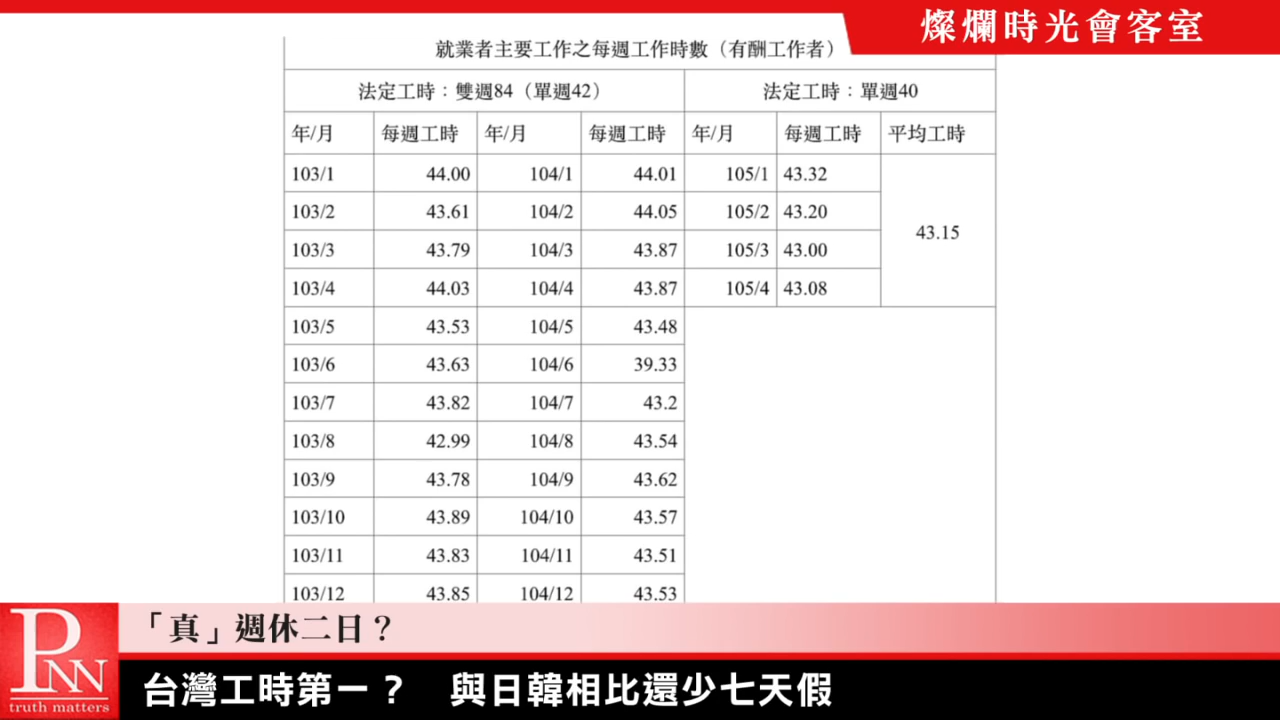 燦爛時光會客室
就業者主要工作之每週工作時數（有酬工作者）
法定工時：雙週84（單週42） 法定工時：單週40
年/月 每週工時 年/月 每週工時 年/月 每週工時 平均工時
103/1 44.00 104/1 44.01 105/1 43.32
103/2 43.61 104/2 44.05 105/2 43.20
43.15
103/3 43.79 104/3 43.87 105/3 43.00
103/4 44.03 104/4 43.87 105/4 43.08
103/5 43.53 104/5 43.48
103/6 43.63 104/6 39.33
103/7 43.82 104/7 43.2
103/8 42.99 104/8 43.54
103/9 43.78 104/9 43.62
103/10 43.89 104/10 43.57
103/11 43.83 104/11 43.51
103/12 43.85 104/12 43.53
「真」週休二日？
PNN
truth matters
台灣工時第一？ 與日韓相比還少七天假